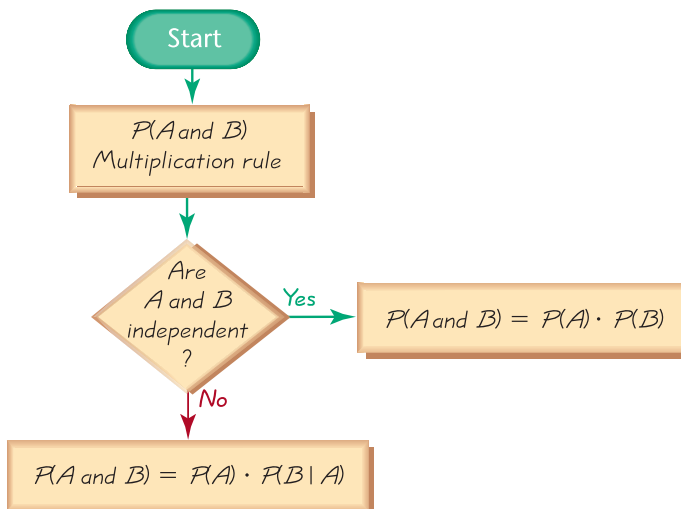 Start
P(A and B)
Multiplication rule
Are
A and B
independent
?
Yes
P(A and B) = P(A) · P(B)
No
P(A and B) = P(A) · P(B | A)